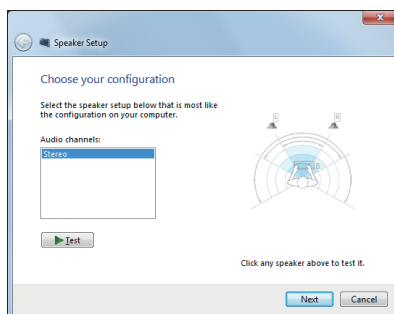 Speaker Setup
Choose your configuration
Select the speaker setup below that is most like
the configuration on your computer.
Audio channels:
Stereo
L R
Test
Click any speaker above to test it.
Next Cancel